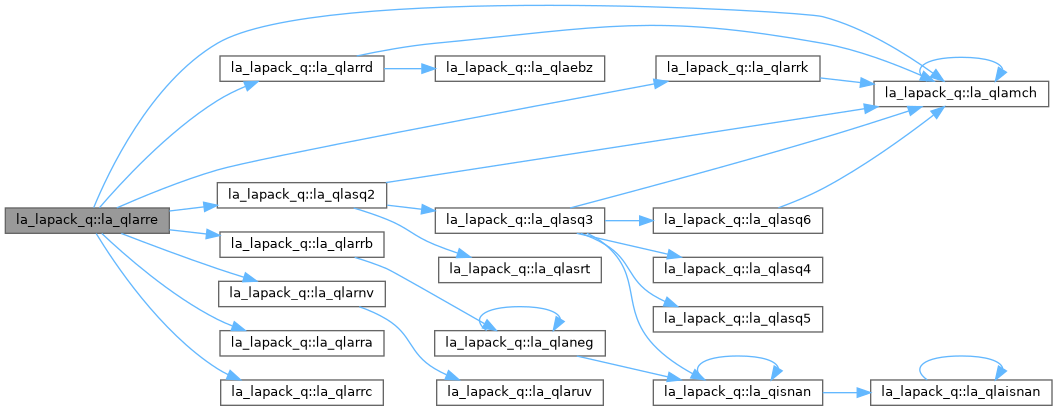 la_lapack_q::la_qlarre
la_lapack_q::la_qlarrd
la_lapack_q::la_qlaebz
la_lapack_q::la_qlarrk
la_lapack_q::la_qlamch
la_lapack_q::la_qlasq2
la_lapack_q::la_qlasq3
la_lapack_q::la_qlasq6
la_lapack_q::la_qlarrb
la_lapack_q::la_qlasrt
la_lapack_q::la_qlasq4
la_lapack_q::la_qlarnv
la_lapack_q::la_qlasq5
la_lapack_q::la_qlarra
la_lapack_q::la_qlaneg
la_lapack_q::la_qlarrc
la_lapack_q::la_qlaruv
la_lapack_q::la_qisnan
la_lapack_q::la_qlaisnan